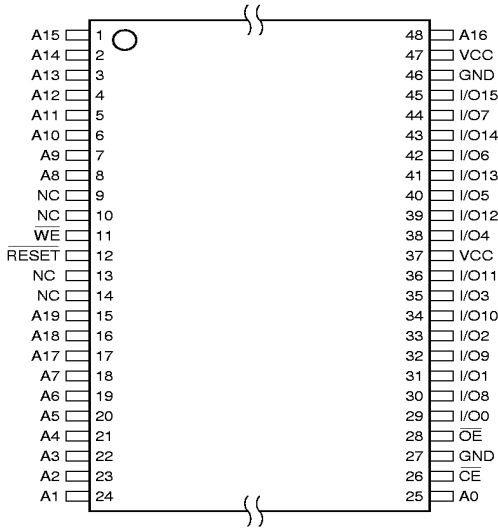 A15 1 48 A16
A14 2 47 VCC
A13 3 46 GND
A12 4 45 I/O15
A11 5 44 I/O7
A10 6 43 I/O14
A9 7 42 I/O6
A8 8 41 I/O13
NC 9 40 I/O5
NC 10 39 I/O12
WE 11 38 I/O4
RESET 12 37 VCC
NC 13 36 I/O11
NC 14 35 I/O3
A19 15 34 I/O10
A18 16 33 I/O2
A17 17 32 I/O9
A7 18 31 I/O1
A6 19 30 I/O8
A5 20 29 I/O0
A4 21 28 OE
A3 22 27 GND
A2 23 26 CE
A1 24 25 A0